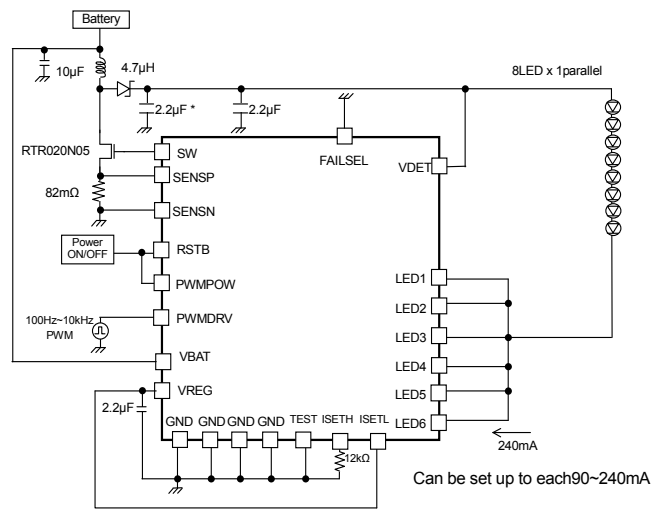 Battery
10μF
4.7μH
8LED x 1parallel
2.2μF *
2.2μF
RTR020N05
SW
FAILSEL
VDET
SENSP
82mΩ
SENSN
Power
ON/OFF
RSTB
PWMPOW
LED1
LED2
100Hz~10kHz
PWM
PWMDRV
LED3
VBAT
LED4
VREG
LED5
2.2μF
GND GND GND GND TEST ISETH ISETL
LED6
240mA
12kΩ
Can be set up to each90~240mA